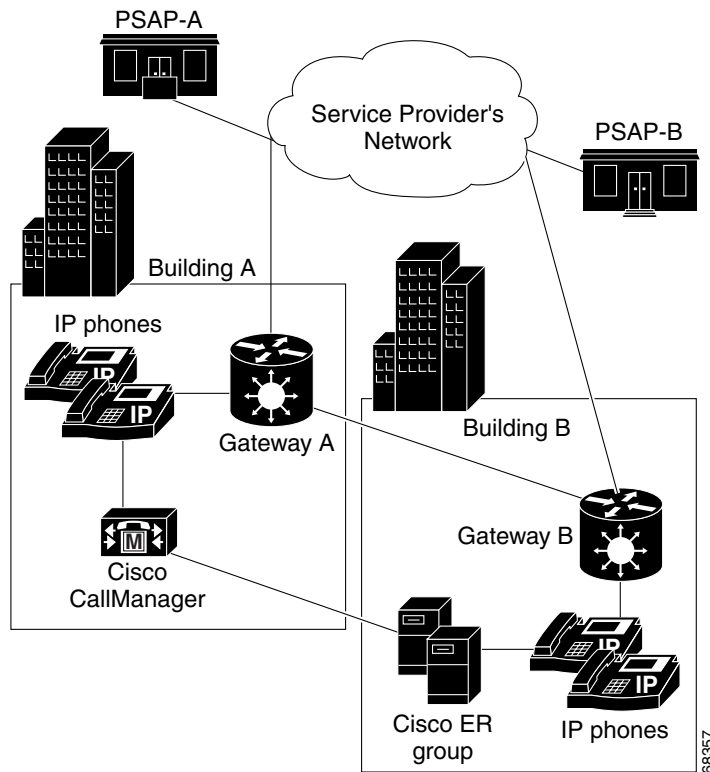 PSAP-A
Service Provider's
Network
PSAP-B
Building A
IP phones
IP
IP
Gateway A
Building B
Cisco
CallManager
M
Gateway B
IP
IP
Cisco ER
group
IP phones
68357